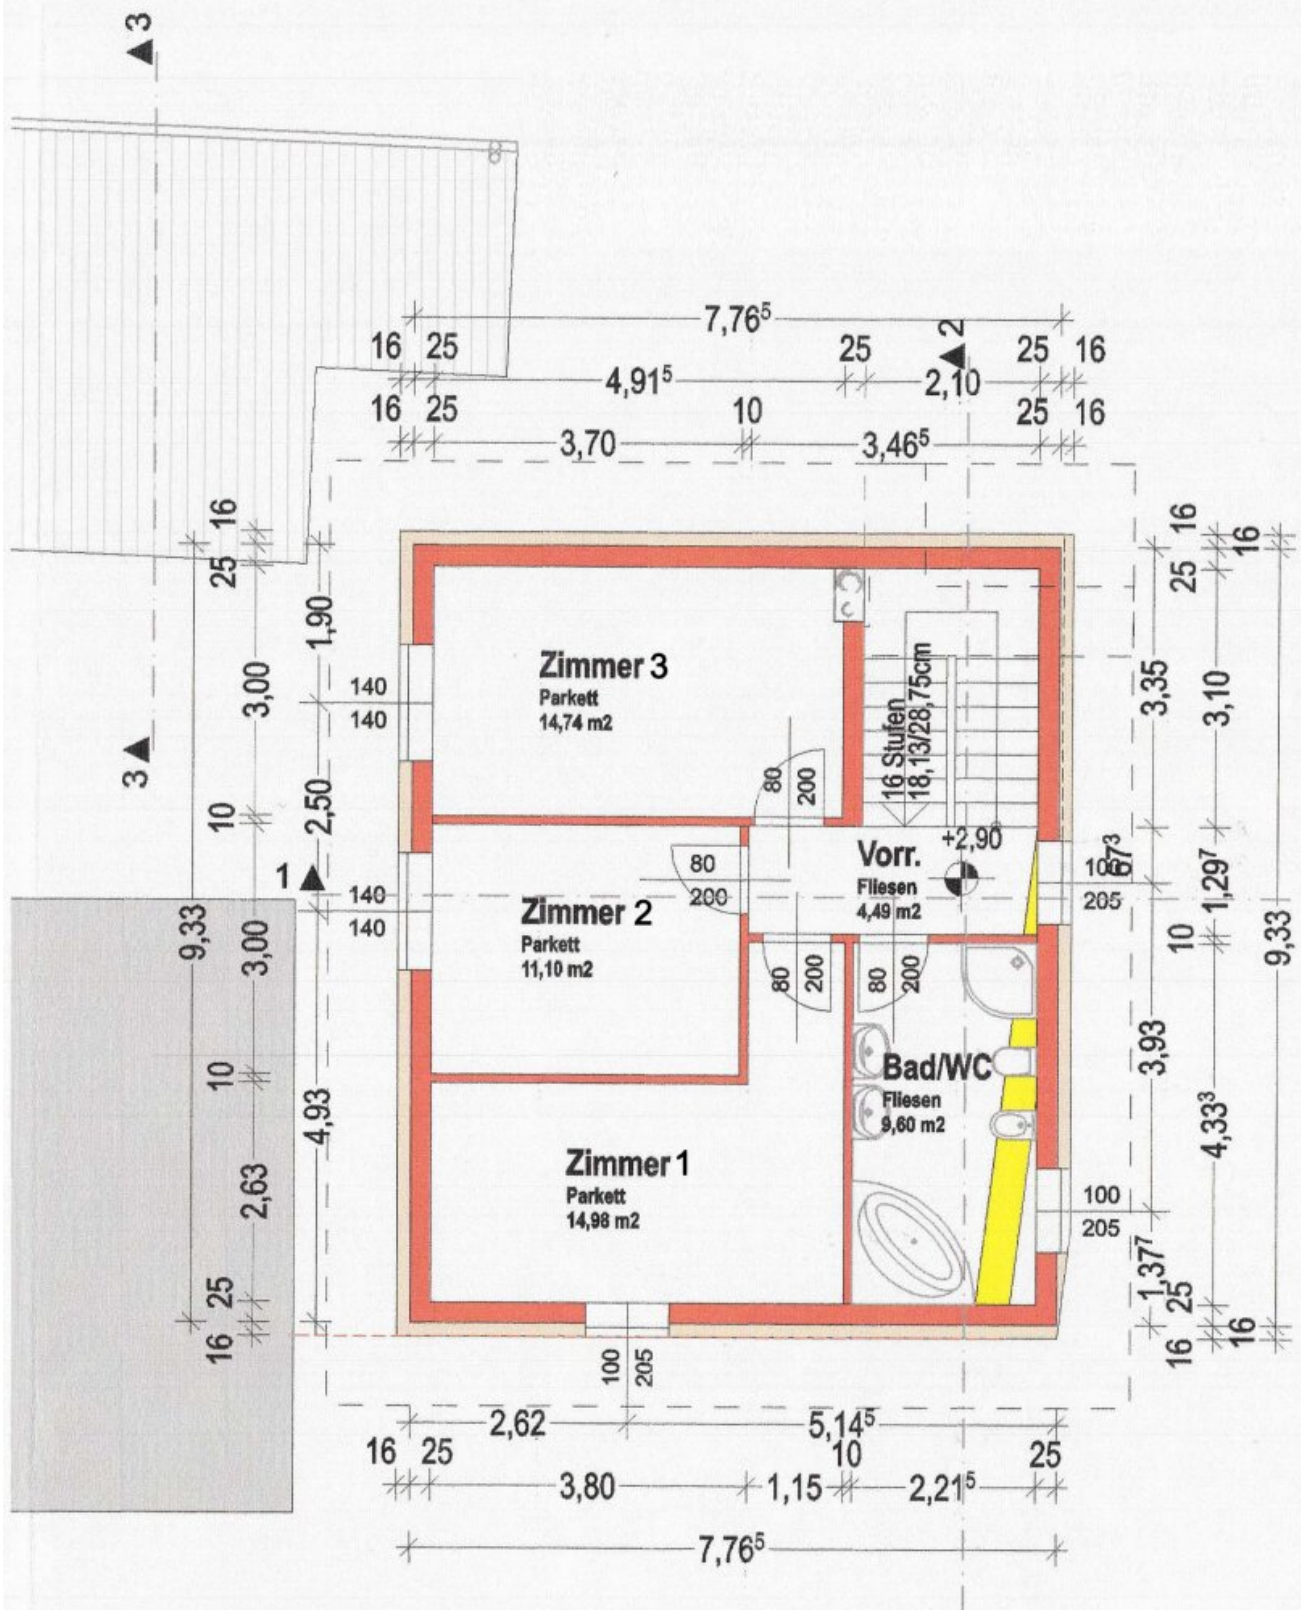 3
7,76⁵
2
16 25 25 25 16
4,91⁵ 2,10
16 25 10 25 16
3,70 3,46⁵
16
25
1,90
3,00
16
16
25
Zimmer 3
Parkett
14,74 m2
140
140
3
16 Stufen
18,13/28,75cm
3,35
3,10
80
200
2,50
10
Vorr.
Fliesen
4,49 m2
+2,90
80
200
1
140
140
100
205
67³
1,29⁷
10
Zimmer 2
Parkett
11,10 m2
9,33
3,00
9,33
80
200
80
200
10
4,93
Bad/WC
Fliesen
9,60 m2
3,93
4,33³
2,63
Zimmer 1
Parkett
14,98 m2
100
205
1,37⁷
25
16
25
16
16
100
205
2,62 5,14⁵
16 25 10 25
3,80 1,15 2,21⁵
7,76⁵